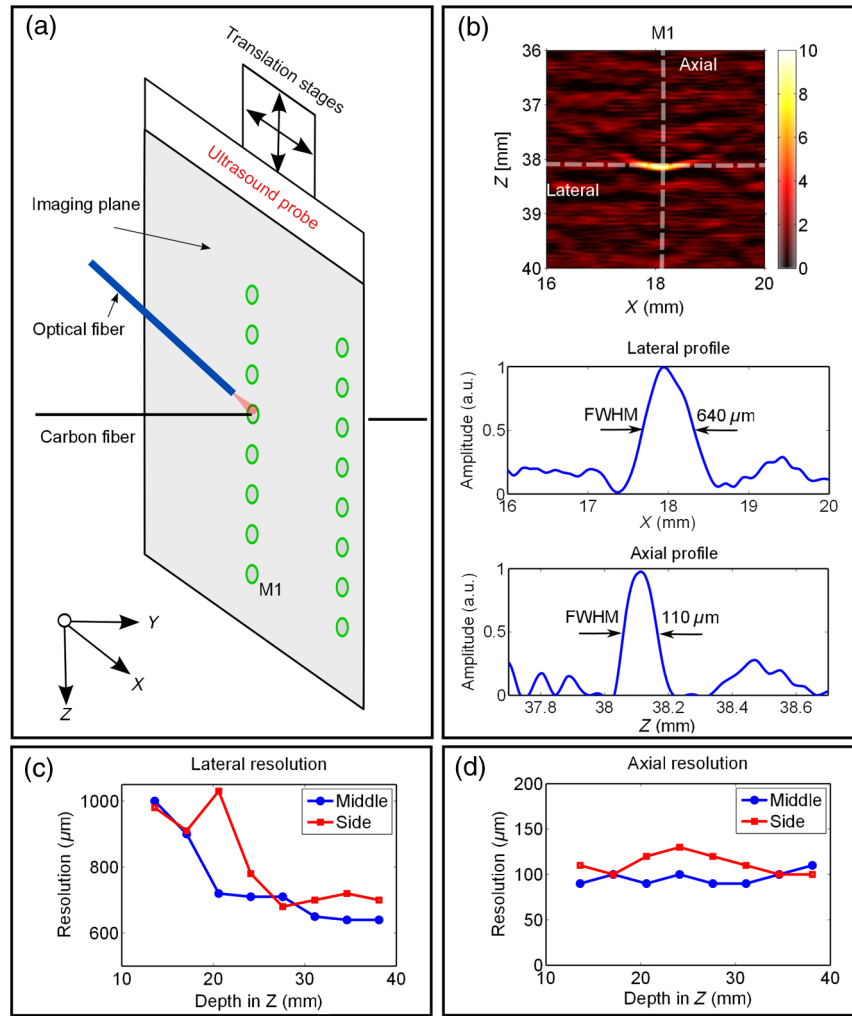 (a)
Translation stages
Ultrasound probe
Imaging plane
Optical fiber
Carbon fiber
M1
Y
X
Z
(b)
M1
Axial
Lateral
36
37
38
39
40
Z [mm]
16
18
20
X (mm)
10
8
6
4
2
0
Lateral profile
FWHM
640 µm
1
0.5
0
Amplitude (a.u.)
16
17
18
19
20
X (mm)
Axial profile
FWHM
110 µm
1
0.5
0
Amplitude (a.u.)
37.8
38
38.2
38.4
38.6
Z (mm)
(c)
Lateral resolution
Middle
Side
1000
800
600
Resolution (µm)
10
20
30
40
Depth in Z (mm)
(d)
Axial resolution
Middle
Side
200
150
100
50
0
Resolution (µm)
10
20
30
40
Depth in Z (mm)